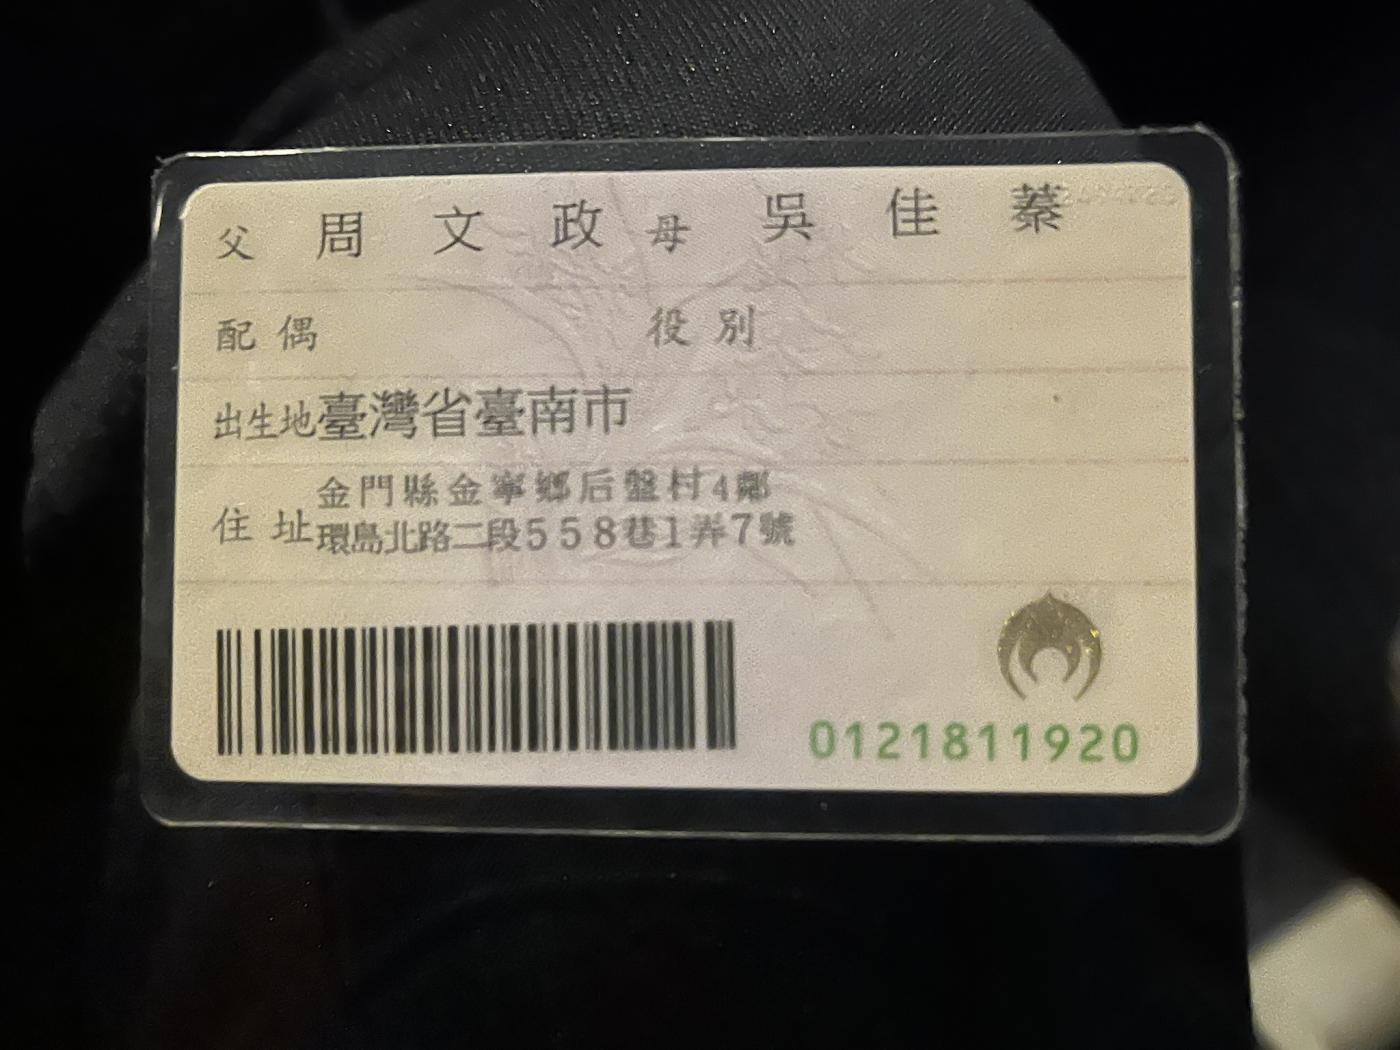 父 周文政 母 吳佳蓁
配偶 役別
出生地 臺灣省臺南市
住址 金門縣金寧鄉后盤村4鄰
環島北路二段558巷1弄7號
0121811920